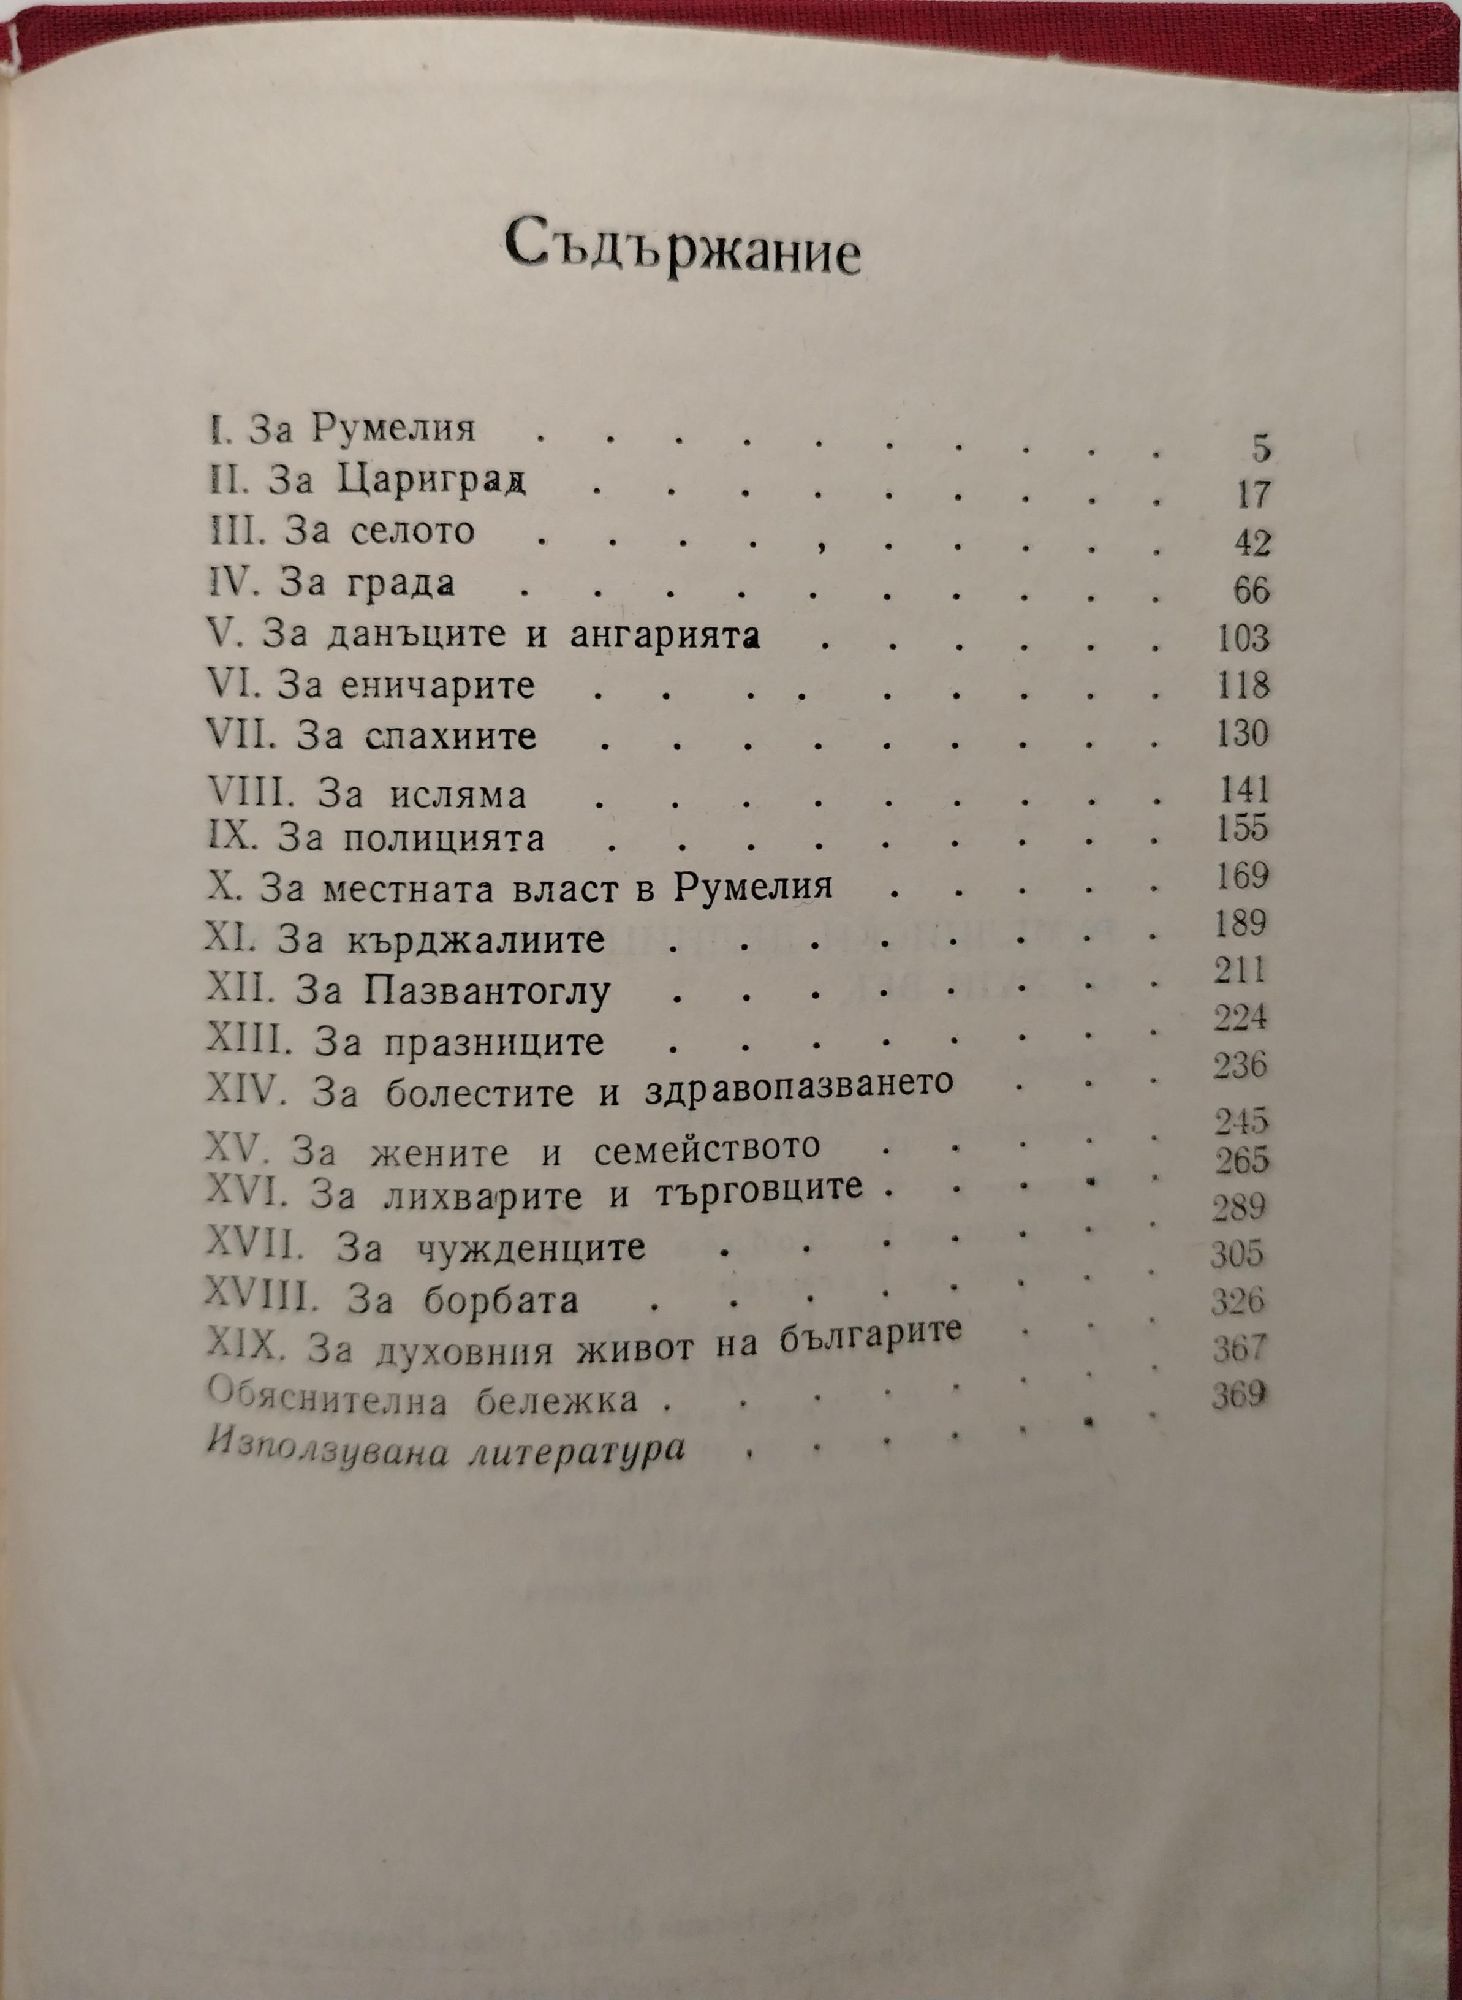 Съдържание
I. За Румелия . . . . . . . . . . 5
II. За Цариград . . . . . . . . . 17
III. За селото . . . . , . . . . . 42
IV. За града . . . . . . . . . . 66
V. За данъците и ангарията . . . . . . 103
VI. За еничарите . . . . . . . . . 118
VII. За спахиите . . . . . . . . . 130
VIII. За исляма . . . . . . . . . 141
IX. За полицията . . . . . . . . . 155
X. За местната власт в Румелия . . . . . 169
XI. За кърджалиите . . . . . . . . 189
XII. За Пазвантоглу . . . . . . . . 211
XIII. За празниците . . . . . . . . 224
XIV. За болестите и здравопазването . . . 236
XV. За жените и семейството . . . . . 245
XVI. За лихварите и търговците . . . . . 265
XVII. За чужденците . . . . . . . 289
XVIII. За борбата . . . . . . . . 305
XIX. За духовния живот на българите . . . 326
Обяснителна бележка . . . . . . . . 367
Използувана литература . . . . . . . 369